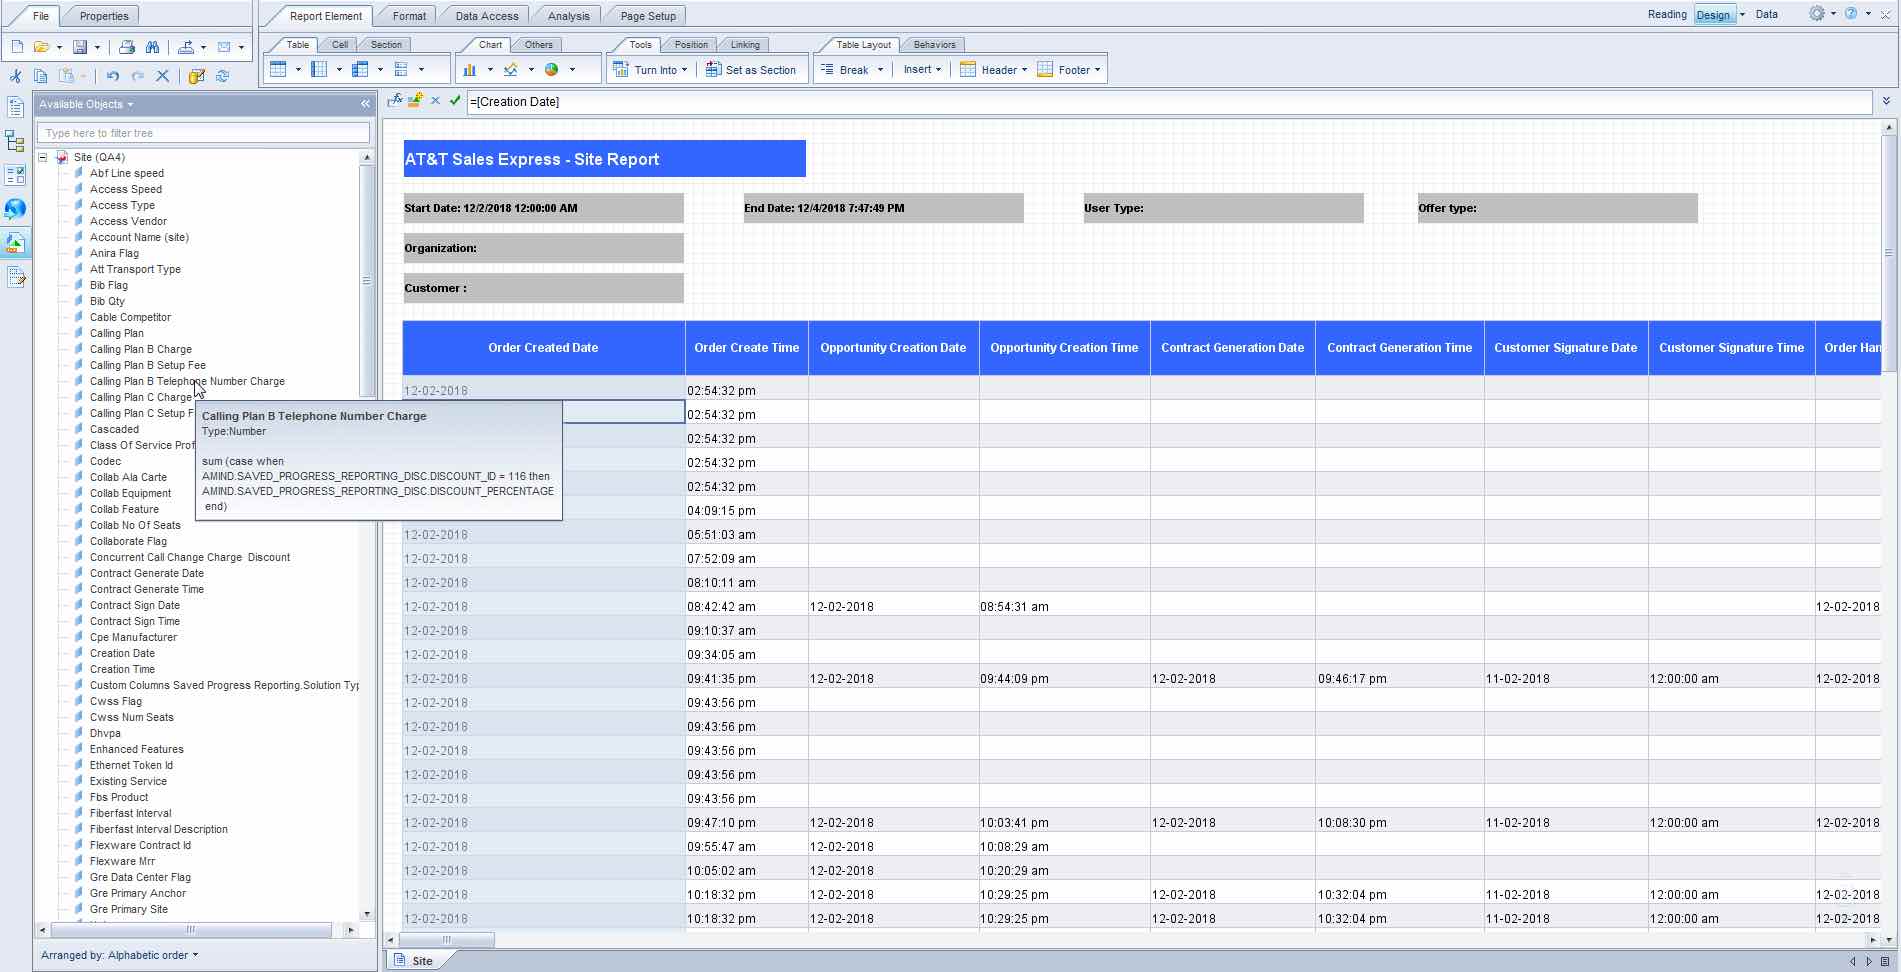 File
Properties
Report Element
Format
Data Access
Analysis
Page Setup
Reading
Design
Data
Table
Cell
Section
Chart
Others
Tools
Position
Linking
Table Layout
Behaviors
Turn Into
Set as Section
Break
Insert
Header
Footer
Available Objects
=[Creation Date]
Type here to filter tree
Site (QA4)
Abf Line speed
Access Speed
Access Type
Access Vendor
Account Name (site)
Anira Flag
Att Transport Type
Bib Flag
Bib Qty
Cable Competitor
Calling Plan
Calling Plan B Charge
Calling Plan B Setup Fee
Calling Plan B Telephone Number Charge
Calling Plan C Charge
Calling Plan C Setup F
Cascaded
Class Of Service Prof
Codec
Collab Ala Carte
Collab Equipment
Collab Feature
Collab No Of Seats
Collaborate Flag
Concurrent Call Change Charge Discount
Contract Generate Date
Contract Generate Time
Contract Sign Date
Contract Sign Time
Cpe Manufacturer
Creation Date
Creation Time
Custom Columns Saved Progress Reporting.Solution Typ
Cwss Flag
Cwss Num Seats
Dhvpa
Enhanced Features
Ethernet Token Id
Existing Service
Fbs Product
Fiberfast Interval
Fiberfast Interval Description
Flexware Contract Id
Flexware Mrr
Gre Data Center Flag
Gre Primary Anchor
Gre Primary Site
Arranged by: Alphabetic order
Calling Plan B Telephone Number Charge
Type:Number
sum (case when
AMIND.SAVED_PROGRESS_REPORTING_DISC.DISCOUNT_ID = 116 then
AMIND.SAVED_PROGRESS_REPORTING_DISC.DISCOUNT_PERCENTAGE
end)
AT&T Sales Express - Site Report
Start Date: 12/2/2018 12:00:00 AM
End Date: 12/4/2018 7:47:49 PM
User Type:
Offer type:
Organization:
Customer :
Order Created Date Order Create Time Opportunity Creation Date Opportunity Creation Time Contract Generation Date Contract Generation Time Customer Signature Date Customer Signature Time Order Han
12-02-2018 02:54:32 pm
02:54:32 pm
02:54:32 pm
02:54:32 pm
02:54:32 pm
04:09:15 pm
12-02-2018 05:51:03 am
12-02-2018 07:52:09 am
12-02-2018 08:10:11 am
12-02-2018 08:42:42 am 12-02-2018 08:54:31 am 12-02-2018
12-02-2018 09:10:37 am
12-02-2018 09:34:05 am
12-02-2018 09:41:35 pm 12-02-2018 09:44:09 pm 12-02-2018 09:46:17 pm 11-02-2018 12:00:00 am 12-02-2018
12-02-2018 09:43:56 pm
12-02-2018 09:43:56 pm
12-02-2018 09:43:56 pm
12-02-2018 09:43:56 pm
12-02-2018 09:43:56 pm
12-02-2018 09:47:10 pm 12-02-2018 10:03:41 pm 12-02-2018 10:08:30 pm 11-02-2018 12:00:00 am 12-02-2018
12-02-2018 09:55:47 am 12-02-2018 10:08:29 am
12-02-2018 10:05:02 am 12-02-2018 10:20:29 am
12-02-2018 10:18:32 pm 12-02-2018 10:29:25 pm 12-02-2018 10:32:04 pm 11-02-2018 12:00:00 am 12-02-2018
12-02-2018 10:18:32 pm 12-02-2018 10:29:25 pm 12-02-2018 10:32:04 pm 11-02-2018 12:00:00 am 12-02-2018
Site